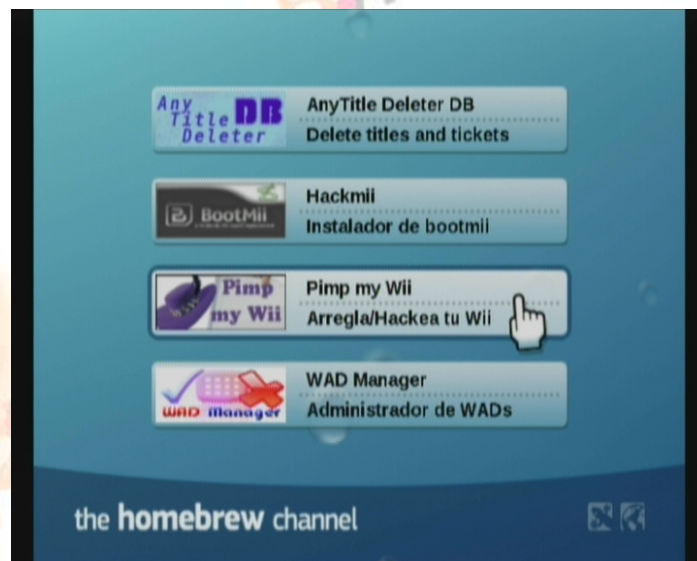 Any
Title DB
Deleter
AnyTitle Deleter DB
Delete titles and tickets
BootMii
Hackmii
Instalador de bootmii
Pimp
my Wii
Pimp my Wii
Arregla/Hackea tu Wii
WAD Manager
WAD Manager
Administrador de WADs
the homebrew channel